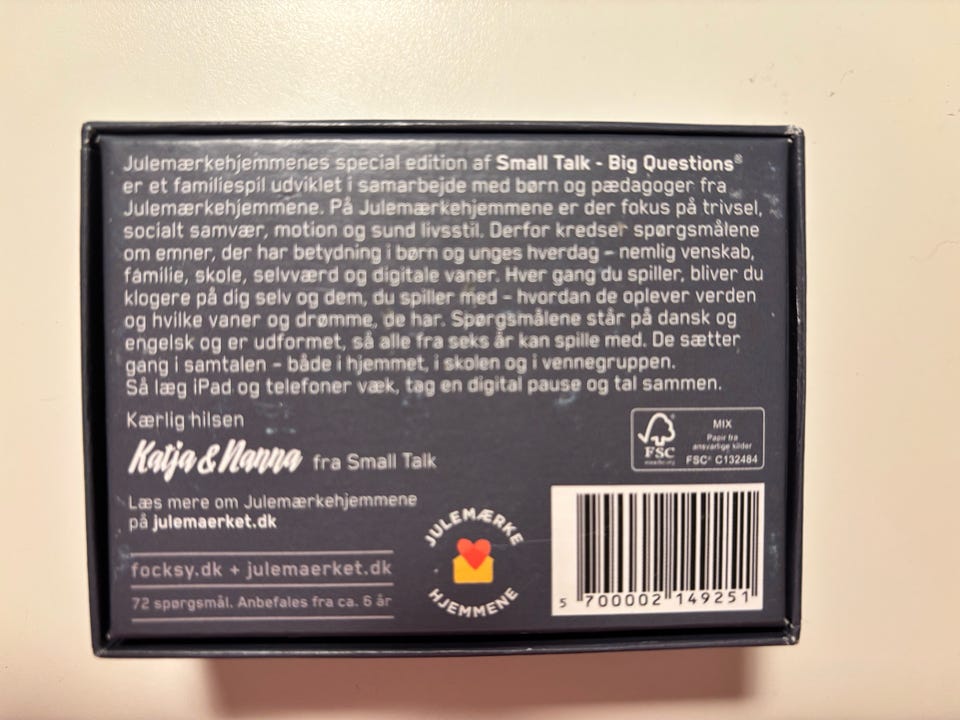 Julemærkehjemmenes special edition af Small Talk - Big Questions®
er et familiespil udviklet i samarbejde med børn og pædagoger fra
Julemærkehjemmene. På Julemærkehjemmene er der fokus på trivsel,
socialt samvær, motion og sund livsstil. Derfor kredser spørgsmålene
om emner, der har betydning i børn og unges hverdag – nemlig venskab,
familie, skole, selvværd og digitale vaner. Hver gang du spiller, bliver du
klogere på dig selv og dem, du spiller med – hvordan de oplever verden
og hvilke vaner og drømme, de har. Spørgsmålene står på dansk og
engelsk og er udformet, så alle fra seks år kan spille med. De sætter
gang i samtalen – både i hjemmet, i skolen og i vennegruppen.
Så læg iPad og telefoner væk, tag en digital pause og tal sammen.
Kærlig hilsen
Katja & Nanna fra Small Talk
Læs mere om Julemærkehjemmene
på julemaerket.dk
focksy.dk + julemaerket.dk
72 spørgsmål. Anbefales fra ca. 6 år
JULEMÆRKE
HJEMMENE
FSC
MIX
Papir fra
ansvarlige kilder
FSC® C132484
5 700002 149251